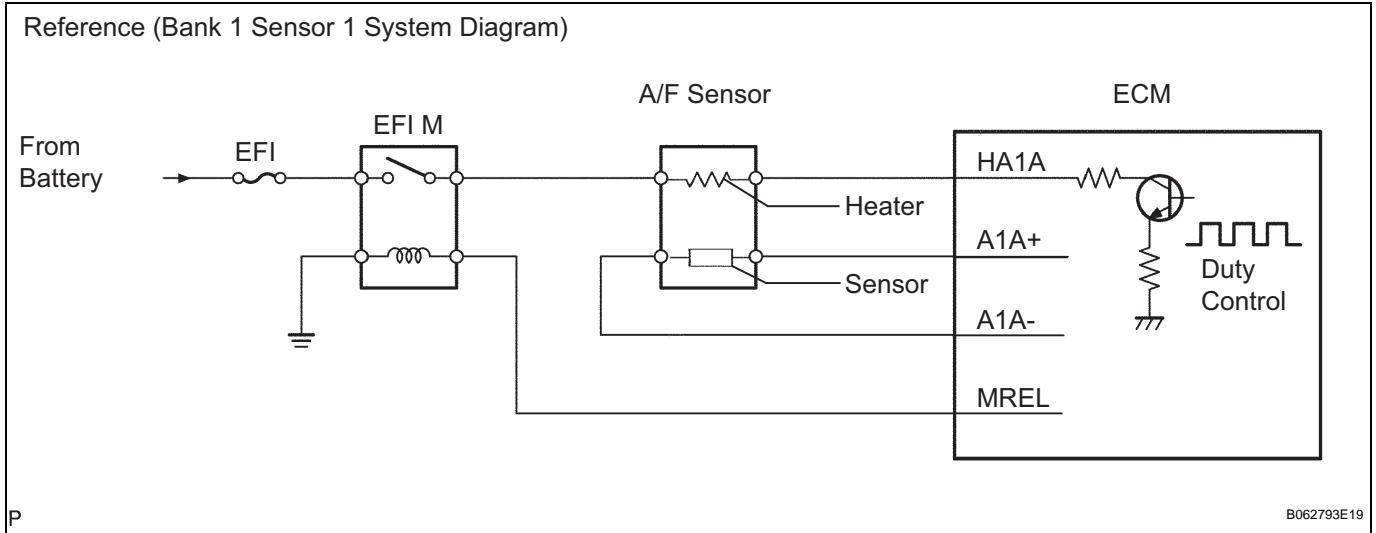 Reference (Bank 1 Sensor 1 System Diagram)
A/F Sensor
ECM
From
Battery
EFI
EFI M
HA1A
Heater
A1A+
Sensor
Duty
Control
A1A-
MREL
P
B062793E19